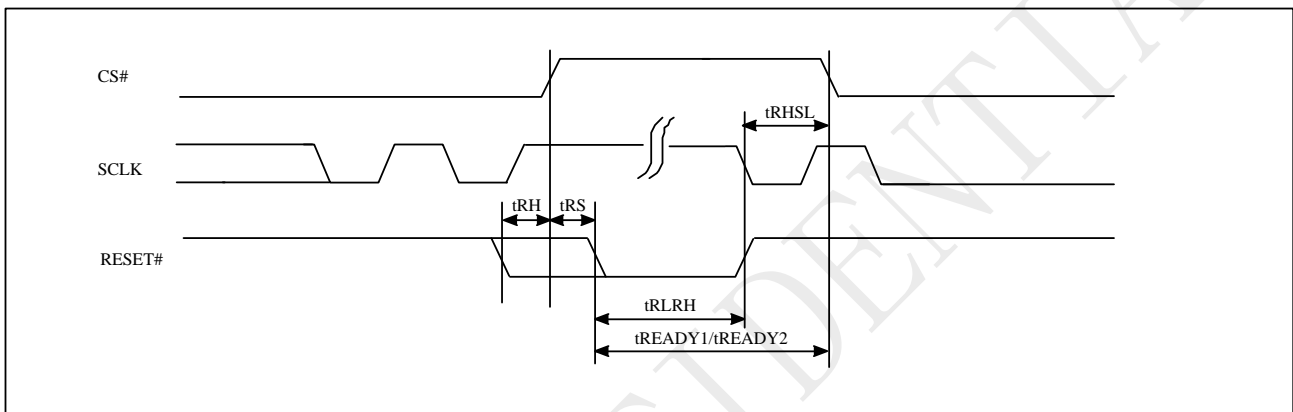 CS#
tRHSL
SCLK
tRH
tRS
RESET#
tRLRH
tREADY1/tREADY2